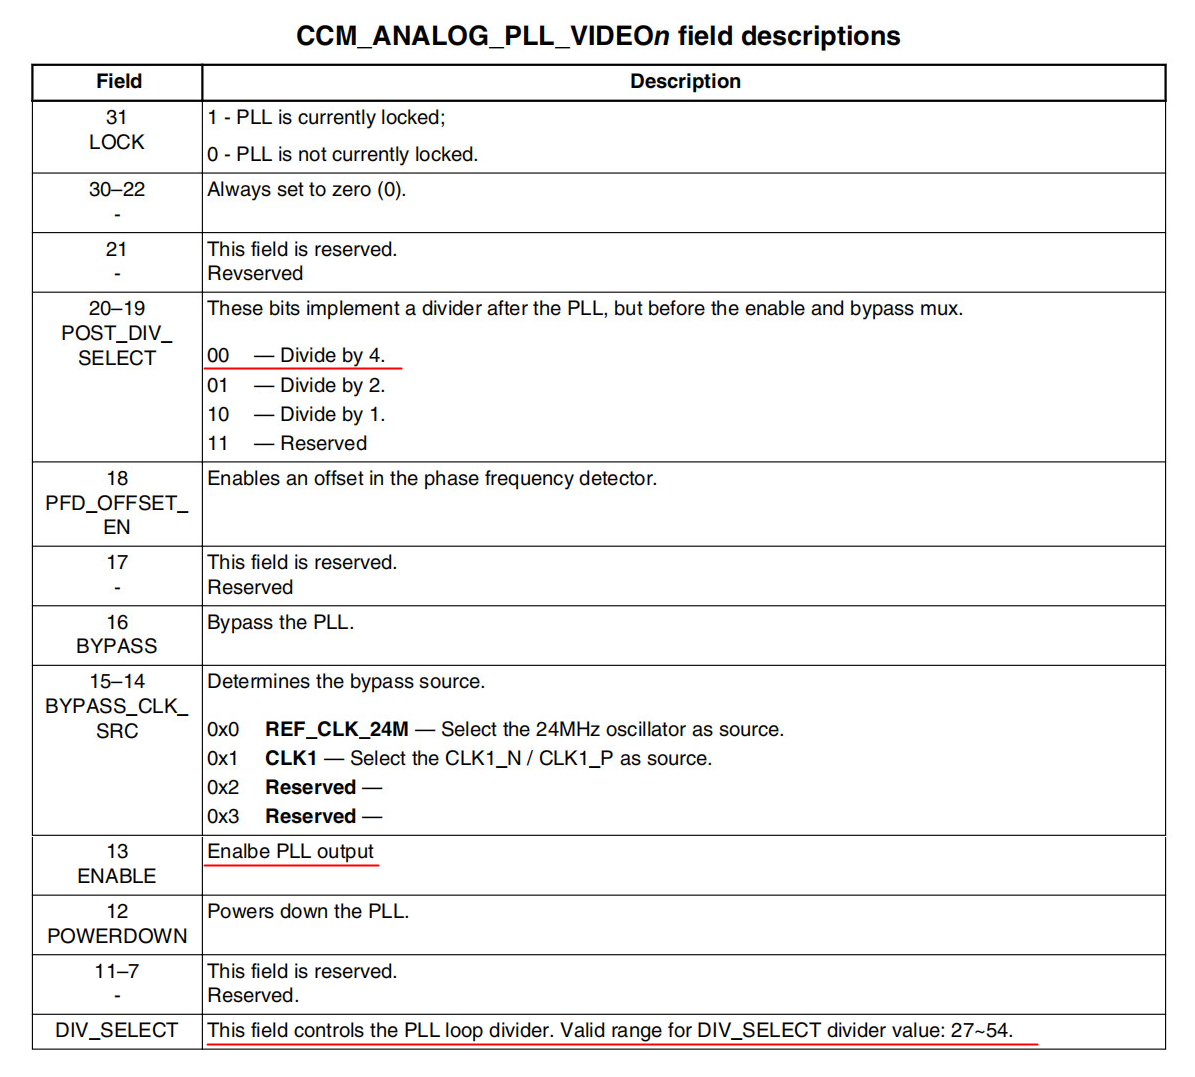 CCM_ANALOG_PLL_VIDEOn field descriptions
Field Description
31 1 - PLL is currently locked;
LOCK
0 - PLL is not currently locked.
30–22 Always set to zero (0).
-
21 This field is reserved.
- Revserved
20–19 These bits implement a divider after the PLL, but before the enable and bypass mux.
POST_DIV_
SELECT
00 — Divide by 4.
01 — Divide by 2.
10 — Divide by 1.
11 — Reserved
18 Enables an offset in the phase frequency detector.
PFD_OFFSET_
EN
17 This field is reserved.
- Reserved
16 Bypass the PLL.
BYPASS
15–14 Determines the bypass source.
BYPASS_CLK_
SRC
0x0 REF_CLK_24M — Select the 24MHz oscillator as source.
0x1 CLK1 — Select the CLK1_N / CLK1_P as source.
0x2 Reserved —
0x3 Reserved —
13 Enalbe PLL output
ENABLE
12 Powers down the PLL.
POWERDOWN
11–7 This field is reserved.
- Reserved.
DIV_SELECT This field controls the PLL loop divider. Valid range for DIV_SELECT divider value: 27~54.